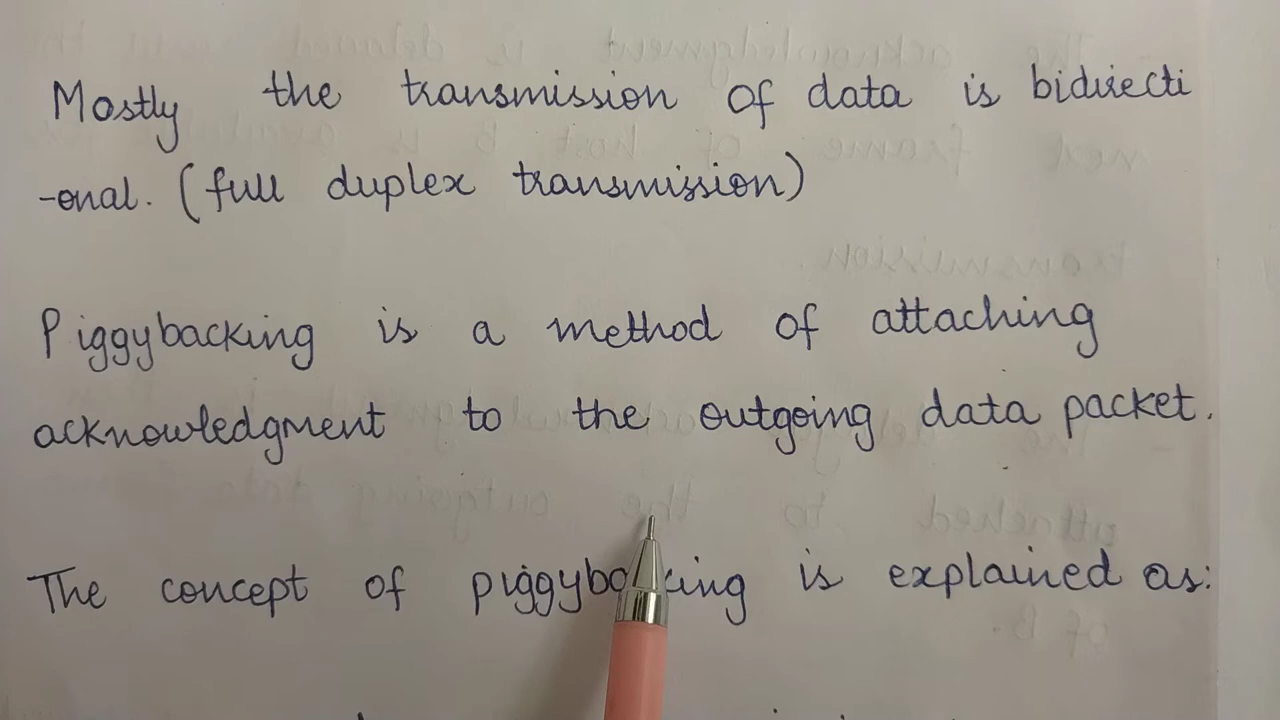 Mostly the transmission of data is bidirecti
-onal. (full duplex transmission)
Piggybacking is a method of attaching
acknowledgment to the outgoing data packet.
The concept of piggybacking is explained as: